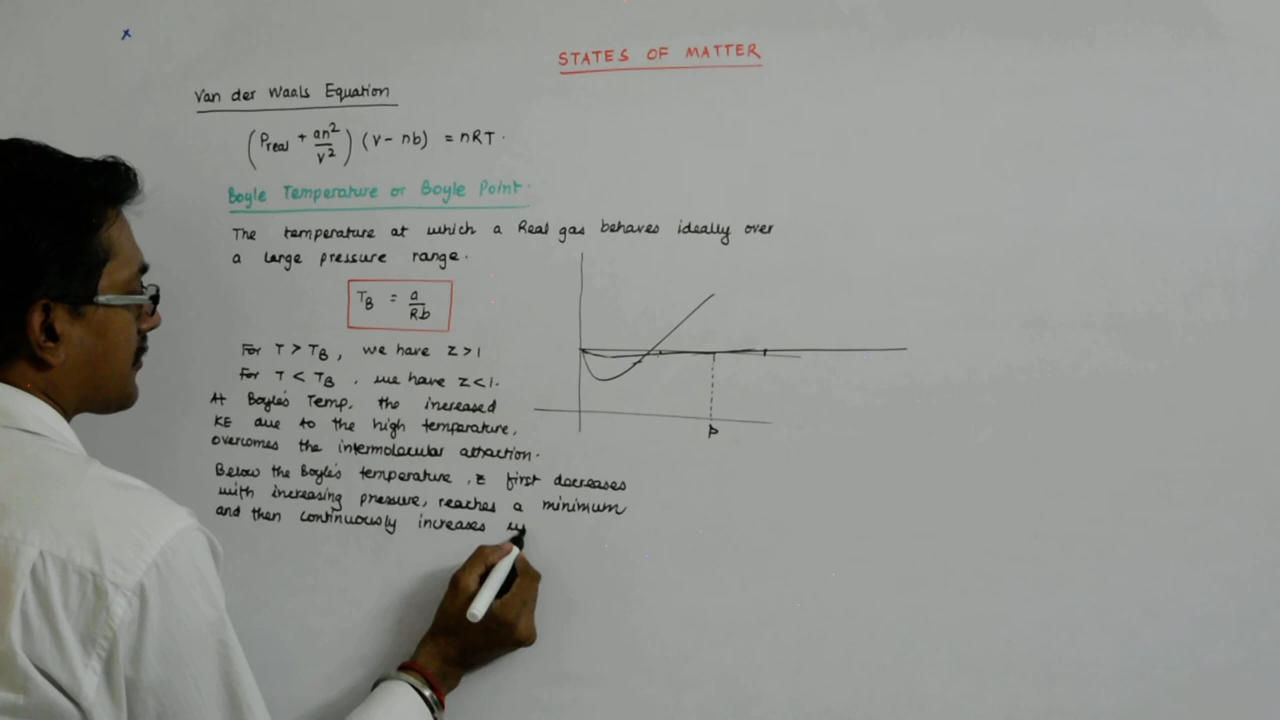 x
STATES OF MATTER
Van der Waals Equation
(Preal + an²/v²) (v - nb) = nRT.
Boyle Temperature or Boyle Point.
The temperature at which a Real gas behaves ideally over
a large pressure range.
TB = a/Rb
For T > TB, we have z > 1
For T < TB, we have z < 1.
At Boyle's Temp, the increased
KE due to the high temperature,
overcomes the intermolecular attraction.
Below the Boyle's temperature, z first decreases
with increasing pressure, reaches a minimum
and then continuously increases
P